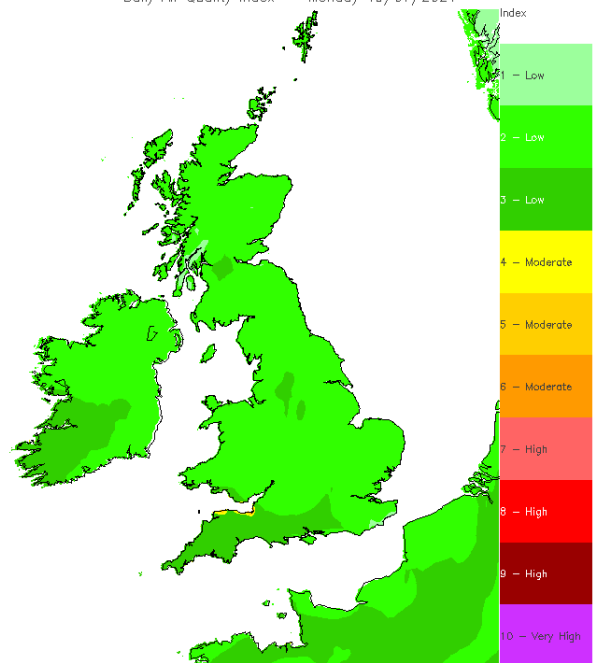 Index
1 - Low
2 - Low
3 - Low
4 - Moderate
5 - Moderate
6 - Moderate
7 - High
8 - High
9 - High
10 - Very High